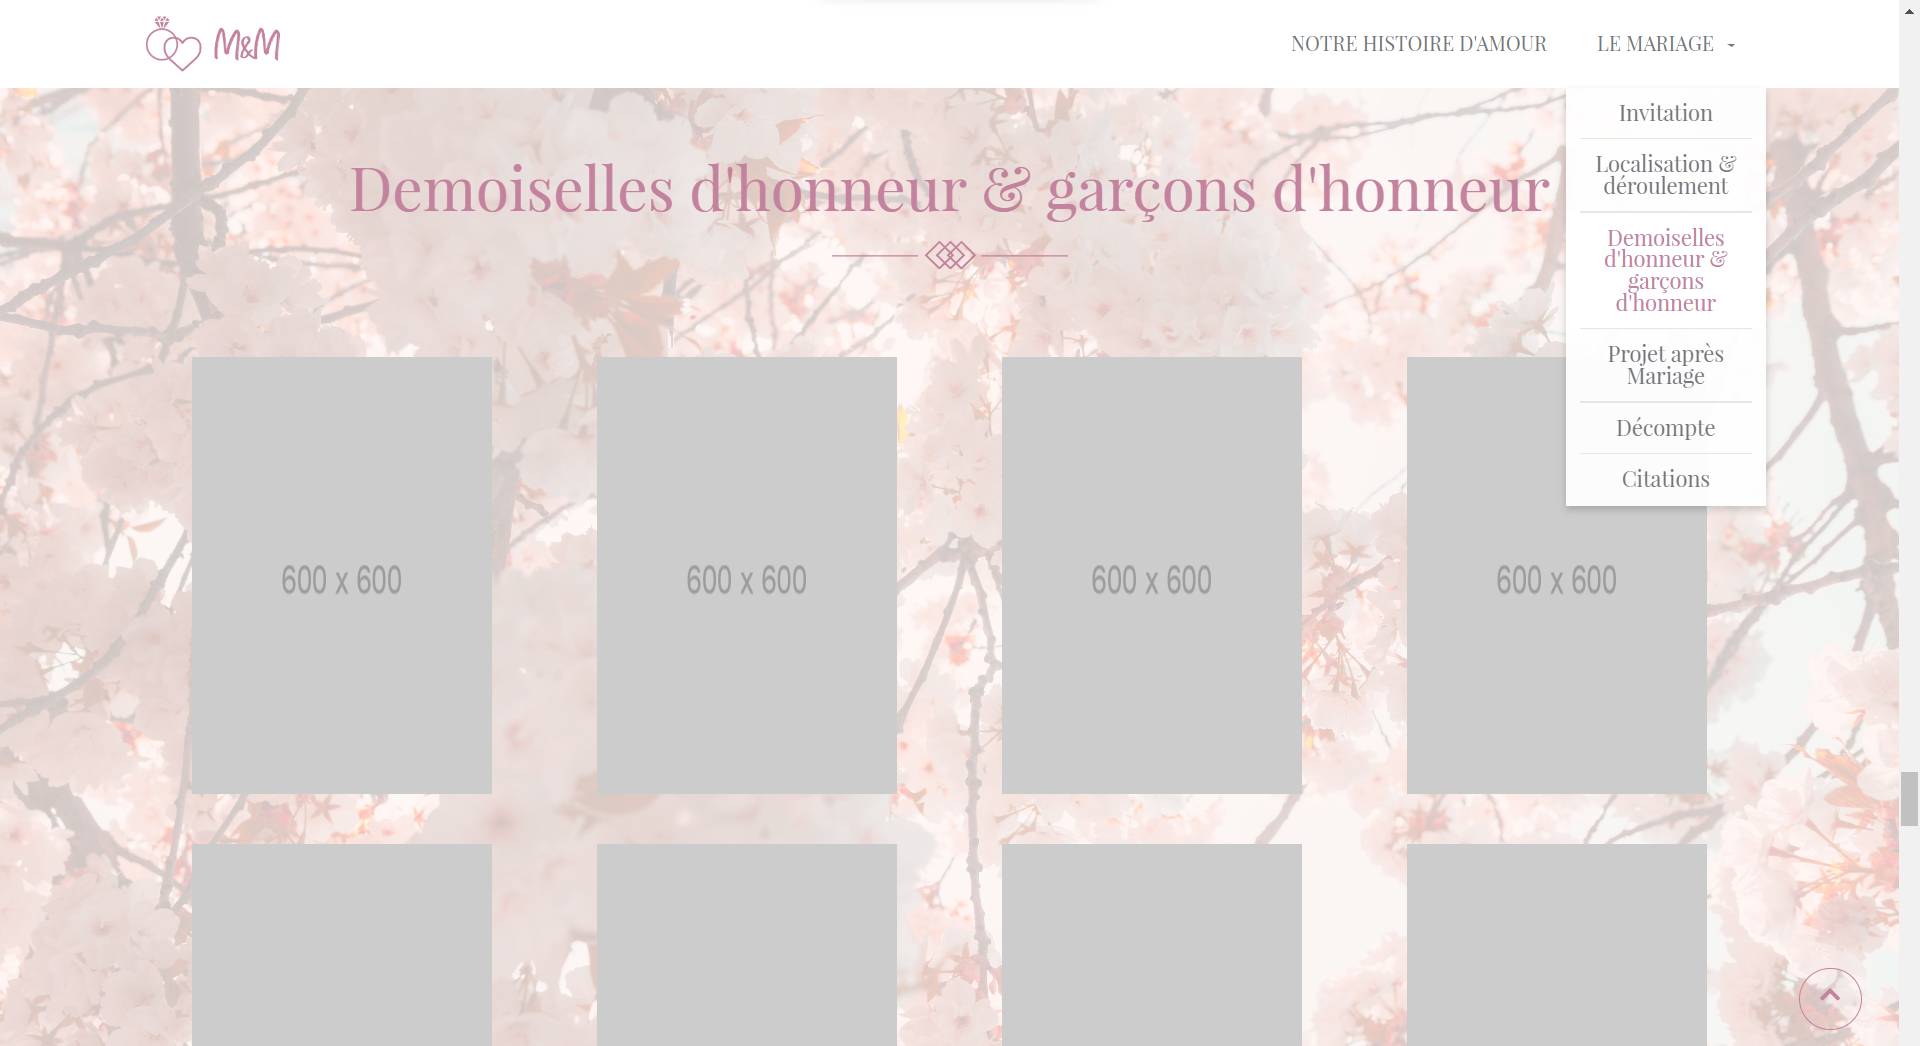 M&M
NOTRE HISTOIRE D'AMOUR
LE MARIAGE
Invitation
Localisation &
déroulement
Demoiselles
d'honneur &
garçons
d'honneur
Projet après
Mariage
Décompte
Citations
Demoiselles d'honneur & garçons d'honneur
600 x 600
600 x 600
600 x 600
600 x 600